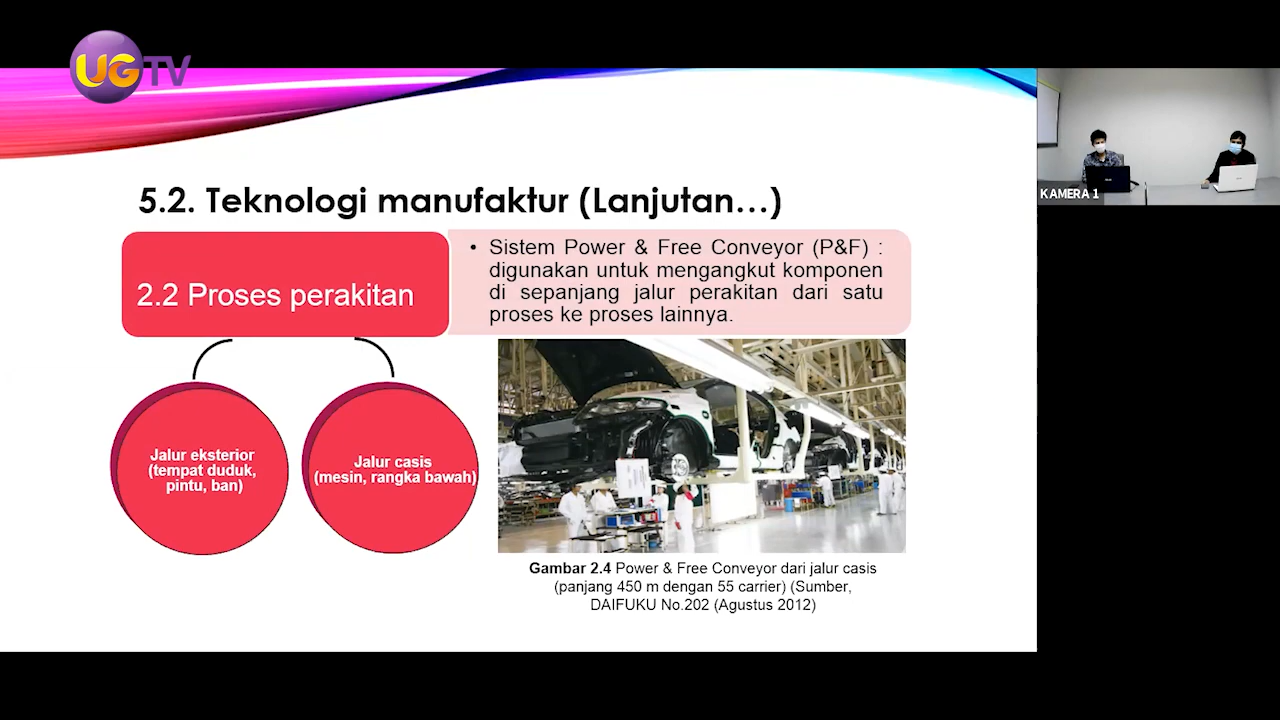 UGTV
5.2. Teknologi manufaktur (Lanjutan...)
2.2 Proses perakitan
• Sistem Power & Free Conveyor (P&F) :
digunakan untuk mengangkut komponen
di sepanjang jalur perakitan dari satu
proses ke proses lainnya.
Jalur eksterior
(tempat duduk,
pintu, ban)
Jalur casis
(mesin, rangka bawah)
Gambar 2.4 Power & Free Conveyor dari jalur casis
(panjang 450 m dengan 55 carrier) (Sumber,
DAIFUKU No.202 (Agustus 2012)
KAMERA 1